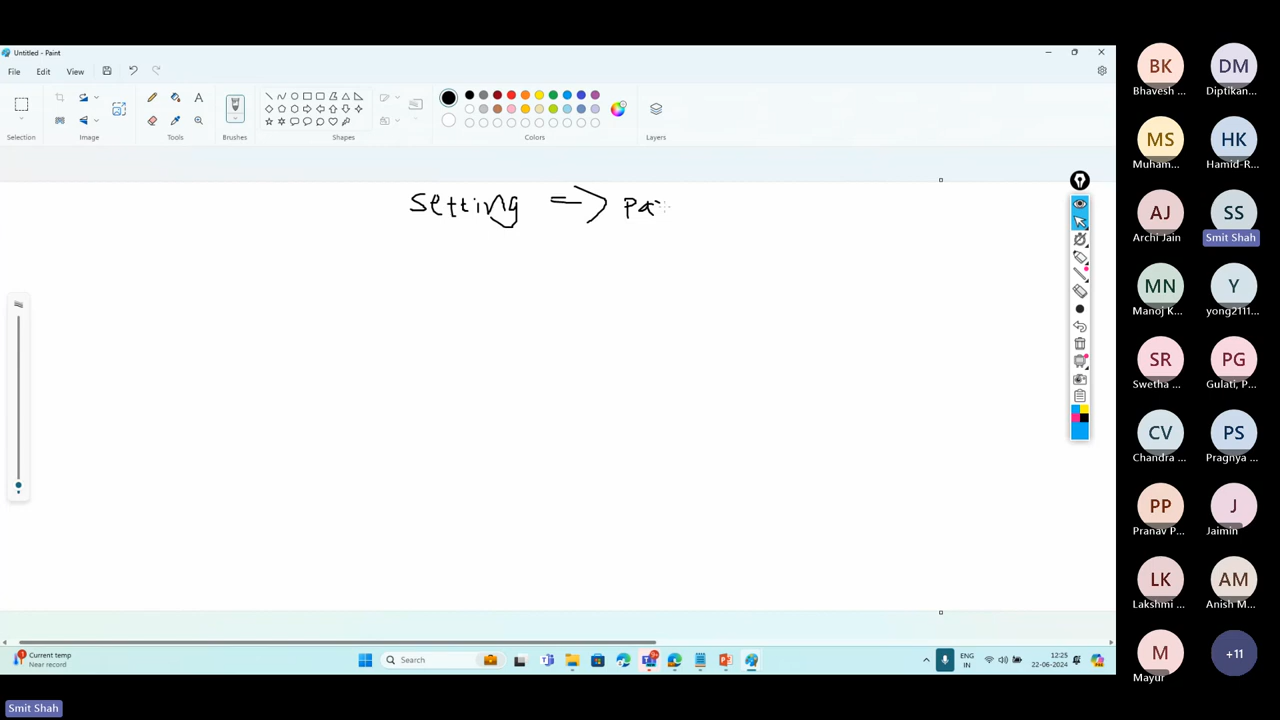 Untitled - Paint
File Edit View
Selection Image Tools Brushes Shapes Colors Layers
Setting => Pa
BK DM
Bhavesh ... Diptikan...
MS HK
Muham... Hamid-R...
AJ SS
Archi Jain Smit Shah
MN Y
Manoj K... yong2111...
SR PG
Swetha ... Gulati, P...
CV PS
Chandra ... Pragnya ...
PP J
Pranav P... Jaimin
LK AM
Lakshmi ... Anish M...
M +11
Mayur
1 Current temp
Near record
Search
ENG
IN
12:25
22-06-2024
Smit Shah